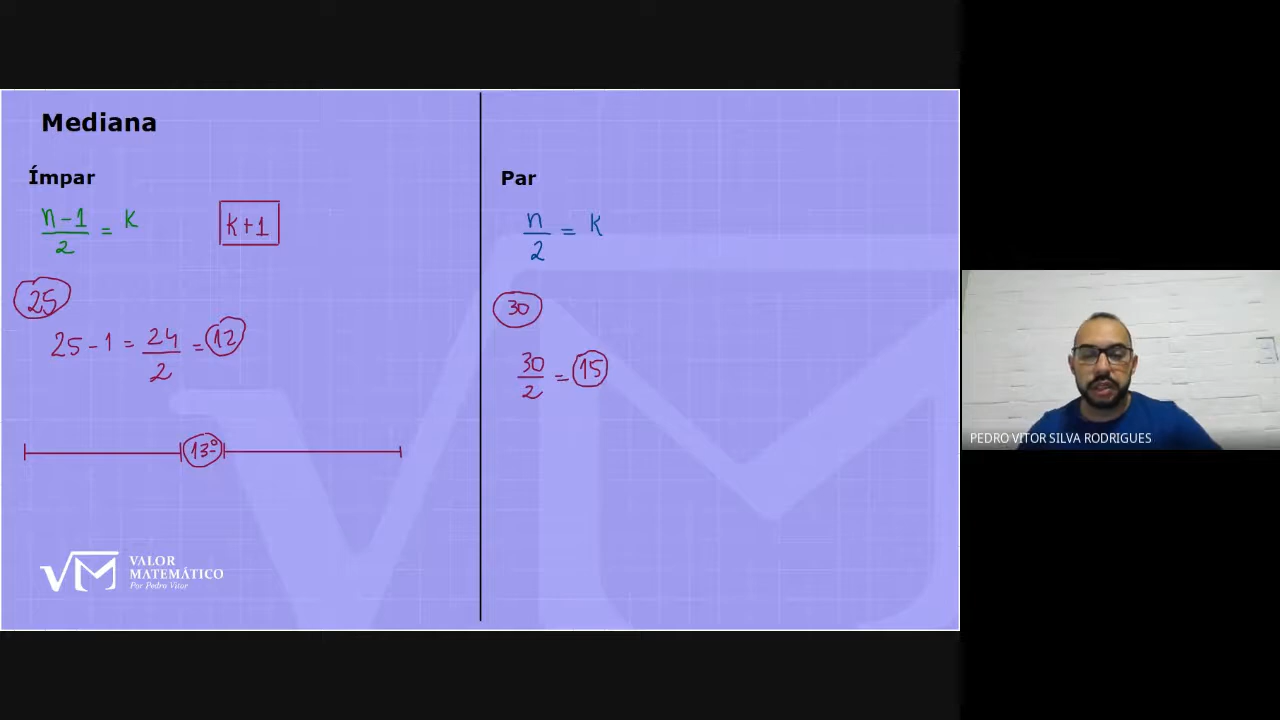 Mediana
Ímpar
n-1/2 = K
K+1
25
25-1 = 24/2 = 12
13º
VALOR
MATEMÁTICO
Por Pedro Vitor
Par
n/2 = K
30
30/2 = 15
PEDRO VITOR SILVA RODRIGUES